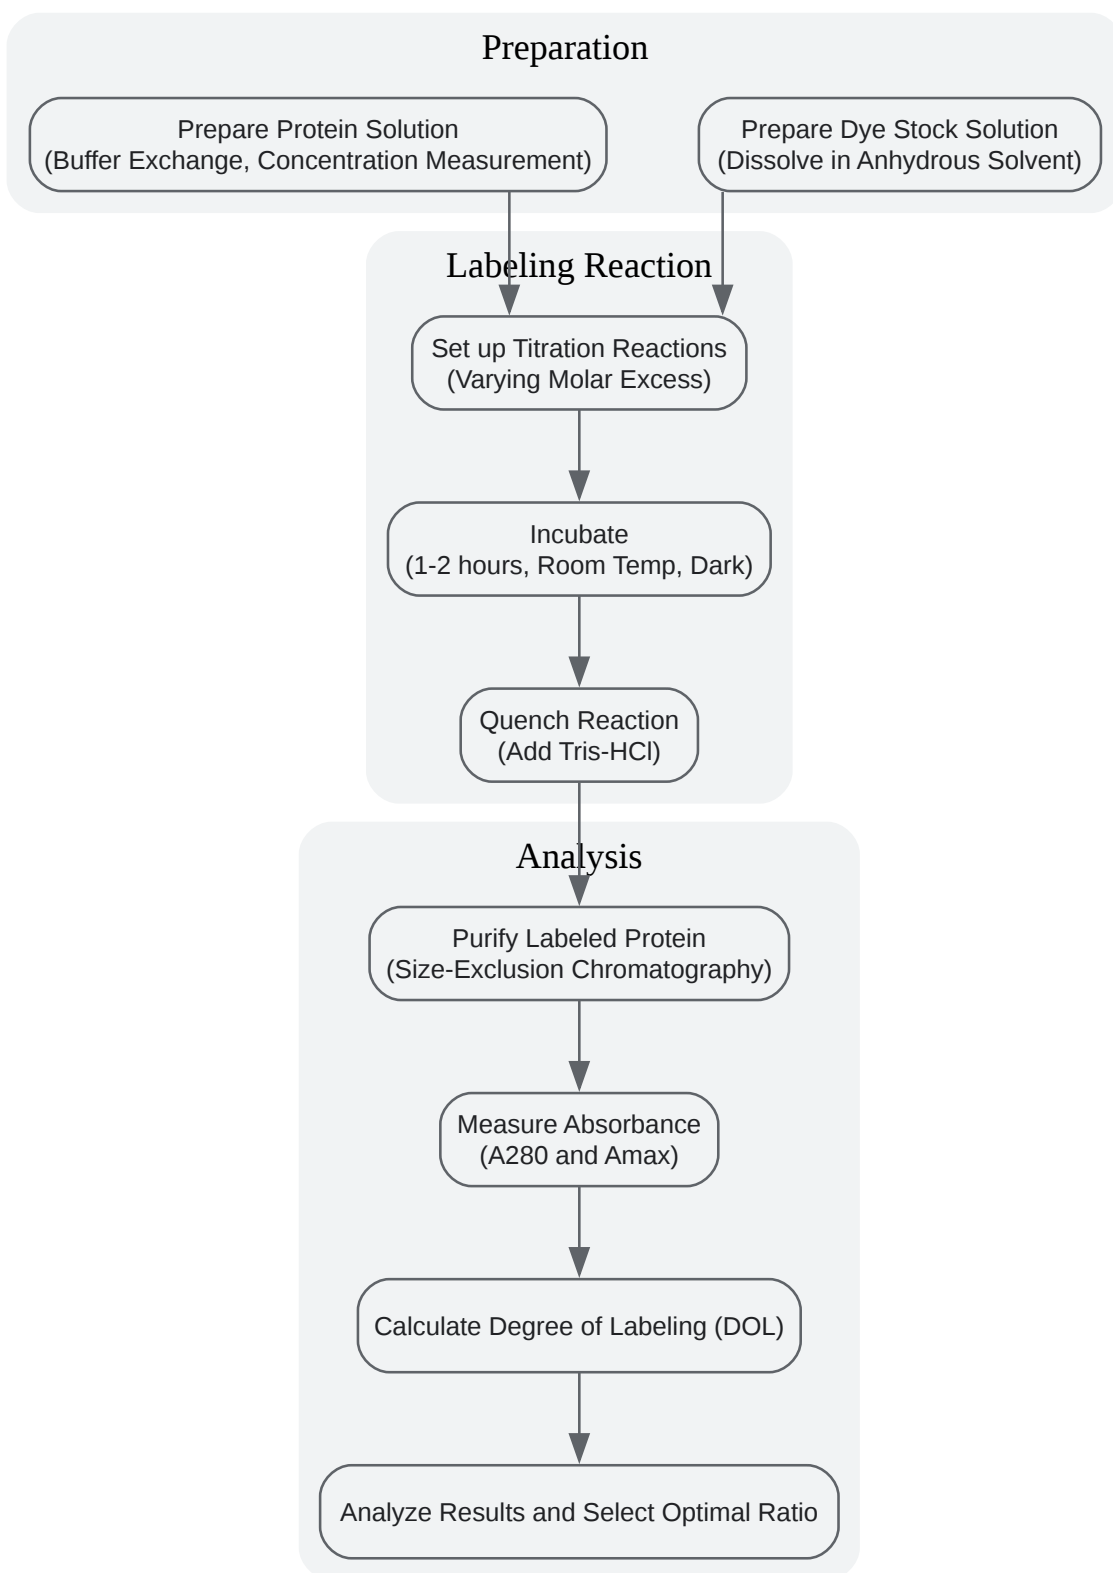 Preparation
Prepare Protein Solution
(Buffer Exchange, Concentration Measurement)
Prepare Dye Stock Solution
(Dissolve in Anhydrous Solvent)
Labeling Reaction
Set up Titration Reactions
(Varying Molar Excess)
Incubate
(1-2 hours, Room Temp, Dark)
Quench Reaction
(Add Tris-HCl)
Analysis
Purify Labeled Protein
(Size-Exclusion Chromatography)
Measure Absorbance
(A280 and Amax)
Calculate Degree of Labeling (DOL)
Analyze Results and Select Optimal Ratio